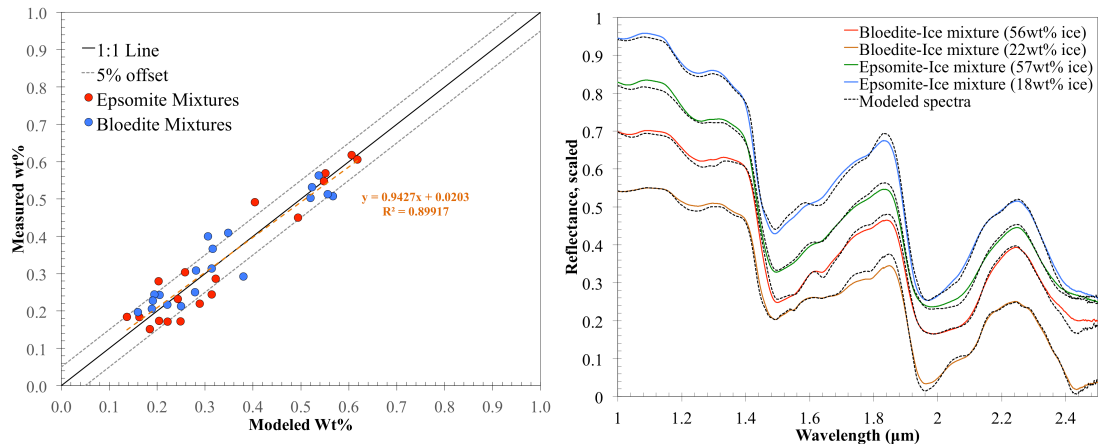 1.0
0.9
0.8
0.7
0.6
0.5
0.4
0.3
0.2
0.1
0.0
Measured wt%
1:1 Line
5% offset
Epsomite Mixtures
Bloedite Mixtures
y = 0.9427x + 0.0203
R² = 0.89917
0.0 0.1 0.2 0.3 0.4 0.5 0.6 0.7 0.8 0.9 1.0
Modeled Wt%
1
0.9
0.8
0.7
0.6
0.5
0.4
0.3
0.2
0.1
0
Reflectance, scaled
Bloedite-Ice mixture (56wt% ice)
Bloedite-Ice mixture (22wt% ice)
Epsomite-Ice mixture (57wt% ice)
Epsomite-Ice mixture (18wt% ice)
Modeled spectra
1 1.2 1.4 1.6 1.8 2 2.2 2.4
Wavelength (µm)